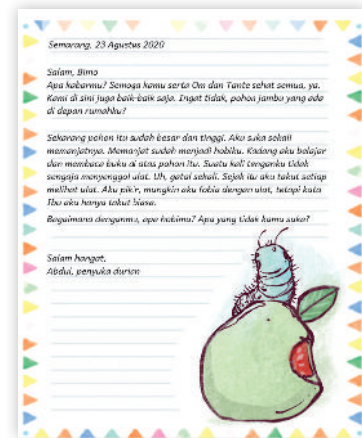 Semarang, 23 Agustus 2020
Salam, Bimo
Apa kabarmu? Semoga kamu serta Om dan Tante sehat semua, ya.
Kami di sini juga baik-baik saja. Ingat tidak, pohon jambu yang ada
di depan rumahku?
Sekarang pohon itu sudah besar dan tinggi. Aku suka sekali
memanjatnya. Memanjat sudah menjadi hobiku. Kadang aku belajar
dan membaca buku di atas pohon itu. Suatu kali tanganku tidak
sengaja menyenggol ulat. Uh, gatal sekali. Sejak itu aku takut setiap
melihat ulat. Aku pikir, mungkin aku fobia dengan ulat, tetapi kata
Ibu aku hanya takut biasa.
Bagaimana denganmu, apa hobimu? Apa yang tidak kamu suka?
Salam hangat,
Abdul, penyuka durian